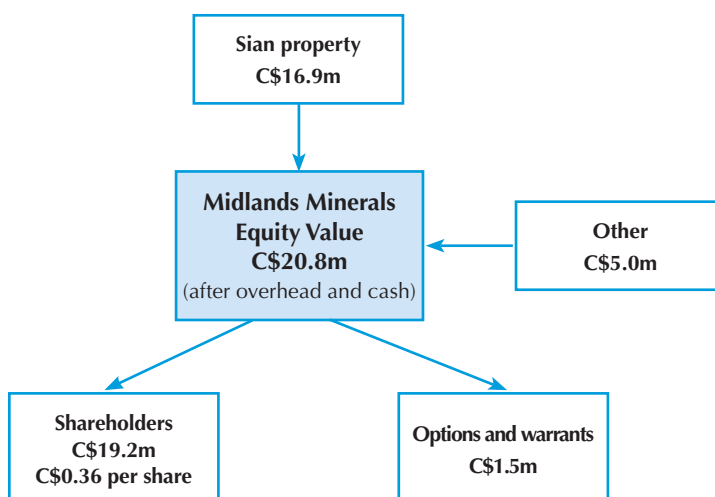 Sian property
C$16.9m
Midlands Minerals
Equity Value
C$20.8m
(after overhead and cash)
Other
C$5.0m
Shareholders
C$19.2m
C$0.36 per share
Options and warrants
C$1.5m